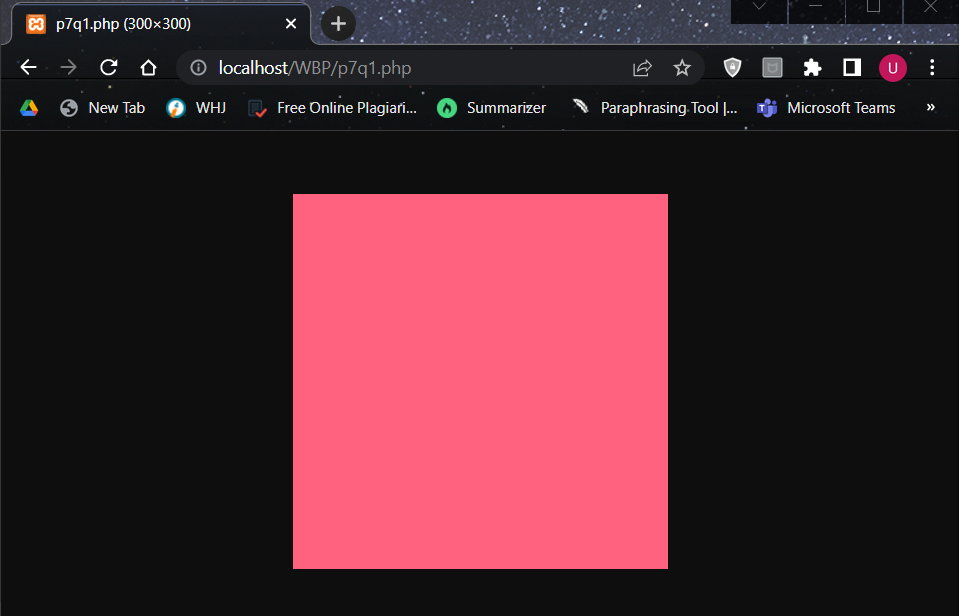 p7q1.php (300×300)
localhost/WBP/p7q1.php
U
New Tab WHJ Free Online Plagiari... Summarizer Paraphrasing Tool |... Microsoft Teams »